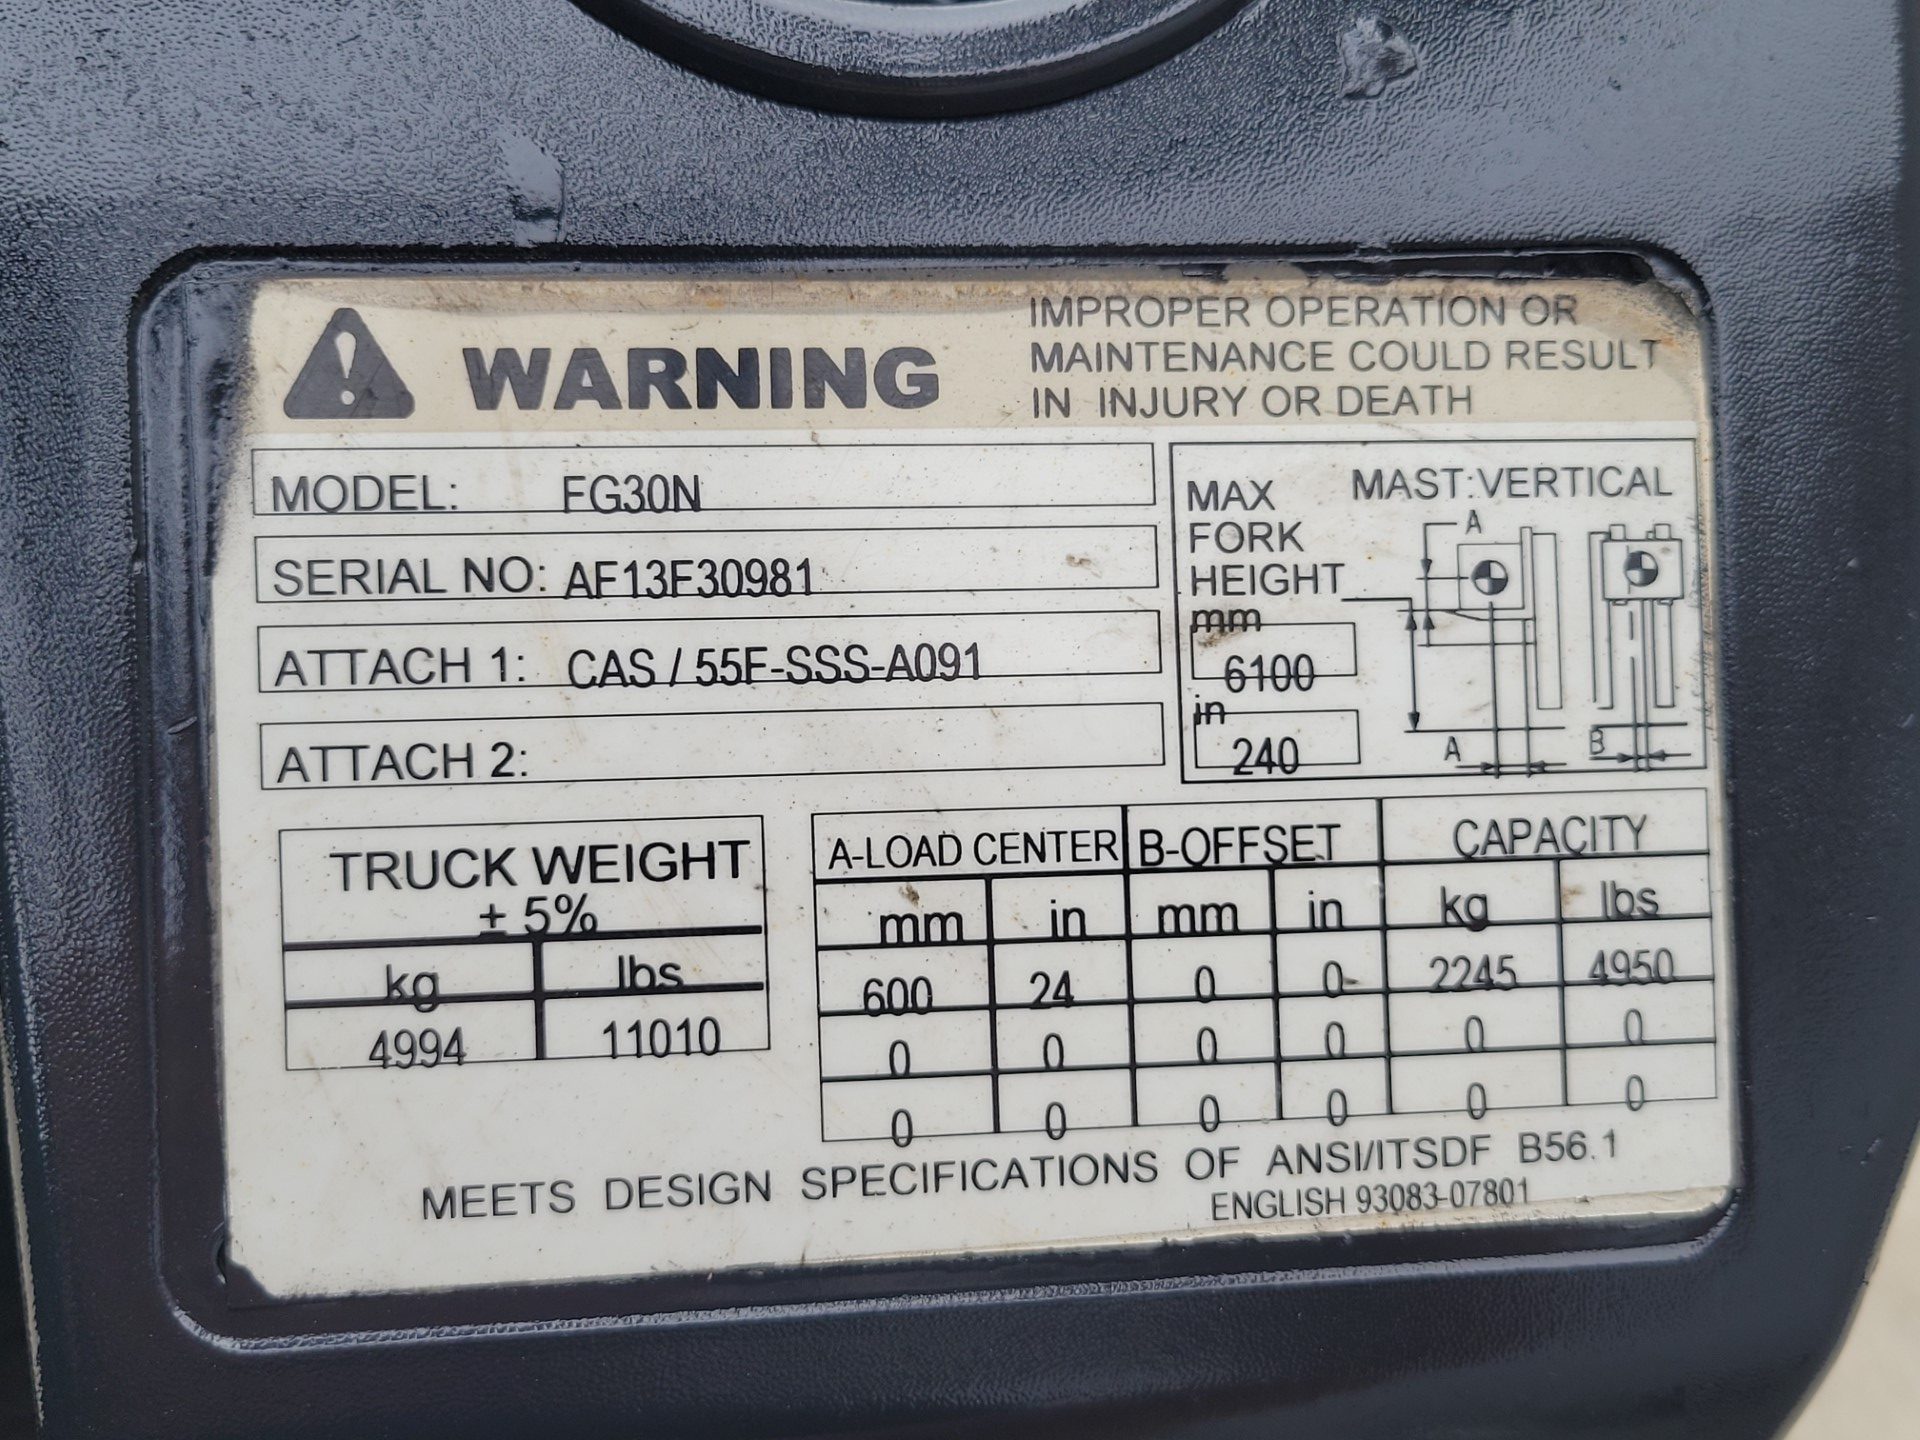 WARNING
IMPROPER OPERATION OR
MAINTENANCE COULD RESULT
IN INJURY OR DEATH
MODEL: FG30N
SERIAL NO: AF13F30981
ATTACH 1: CAS / 55F-SSS-A091
ATTACH 2:
MAX
FORK
HEIGHT
mm
6100
in
240
MAST:VERTICAL
A
A
B
TRUCK WEIGHT
± 5%
kg lbs
4994 11010
A-LOAD CENTER B-OFFSET CAPACITY
mm in mm in kg lbs
600 24 0 0 2245 4950
0 0 0 0 0 0
0 0 0 0 0 0
MEETS DESIGN SPECIFICATIONS OF ANSI/ITSDF B56.1
ENGLISH 93083-07801